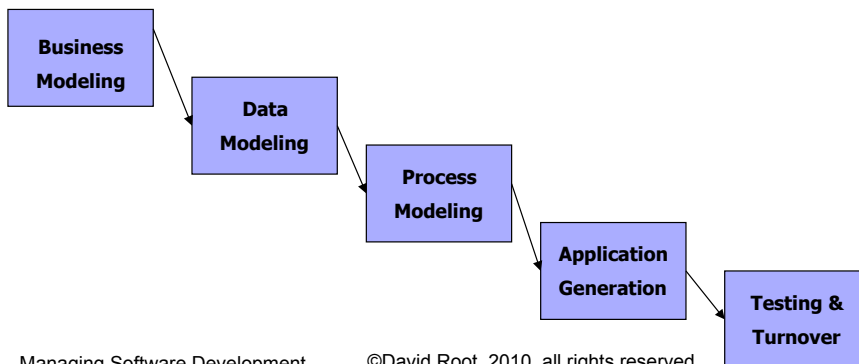 Business
Modeling
Data
Modeling
Process
Modeling
Application
Generation
Testing &
Turnover
Managing Software Development
©David Root, 2010, all rights reserved